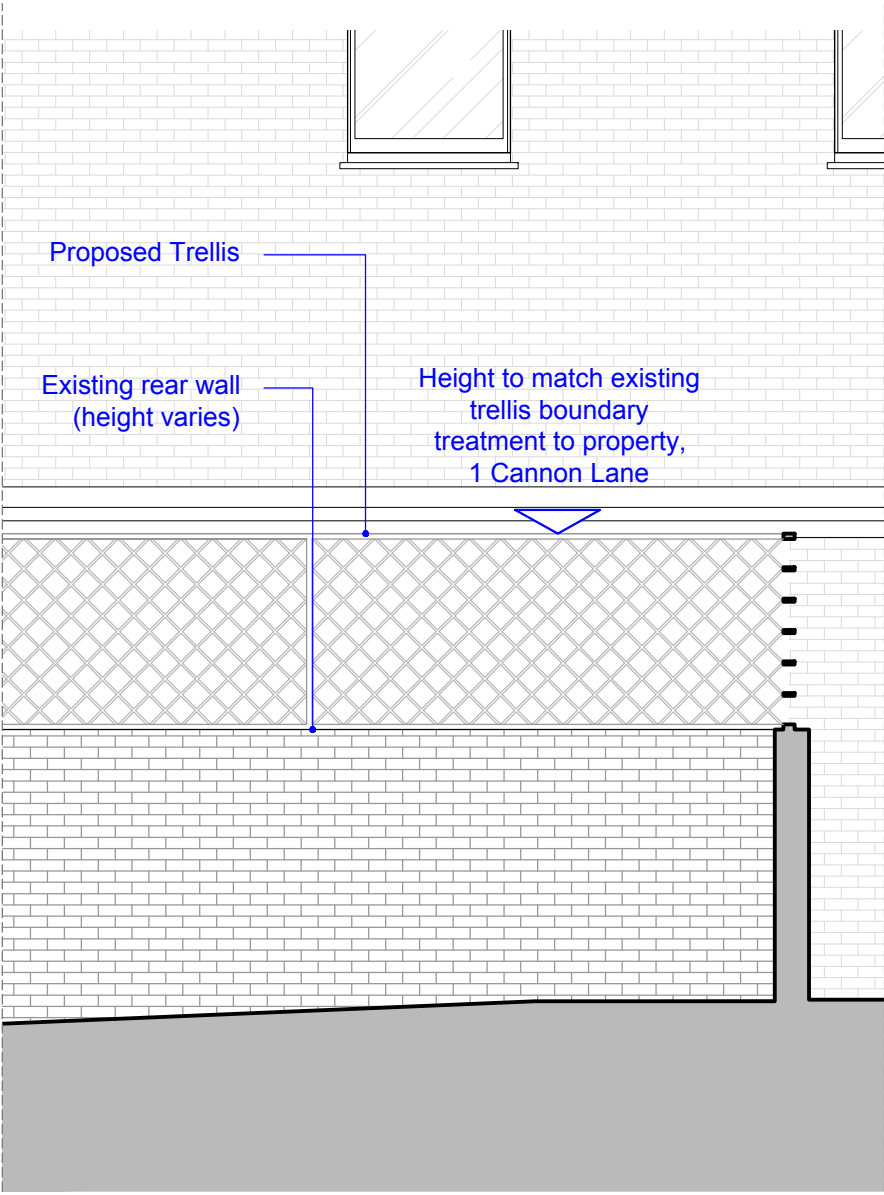 Proposed Trellis
Existing rear wall
(height varies)
Height to match existing
trellis boundary
treatment to property,
1 Cannon Lane